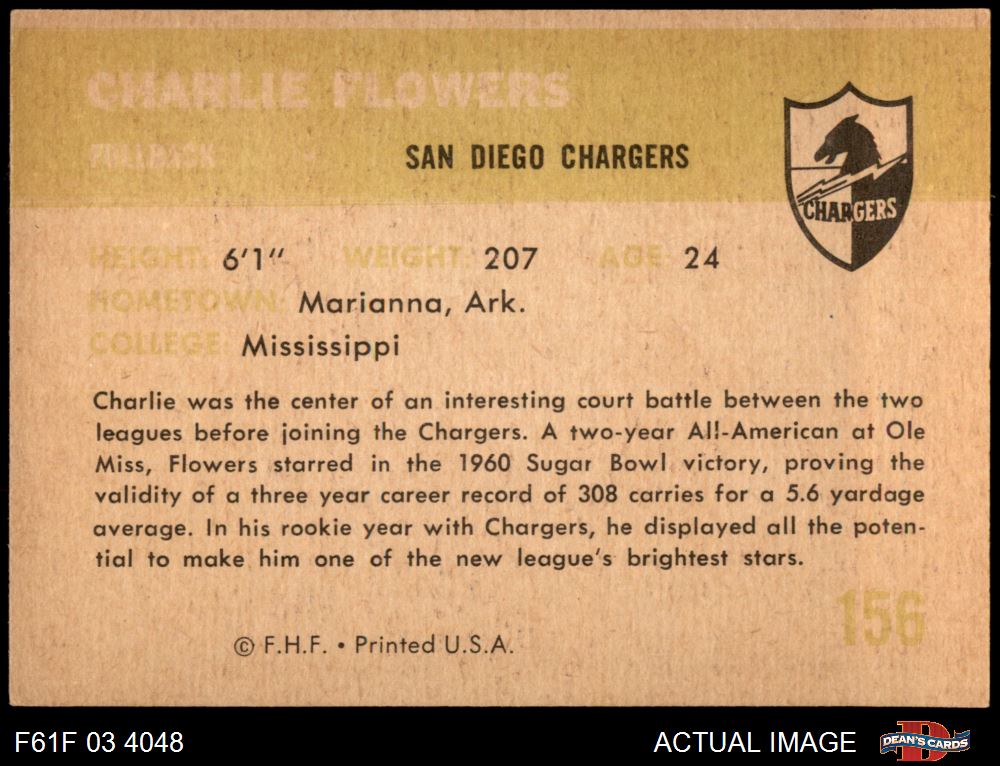 CHARLIE FLOWERS
FULLBACK
SAN DIEGO CHARGERS
CHARGERS
HEIGHT: 6'1" WEIGHT: 207 AGE: 24
HOMETOWN: Marianna, Ark.
COLLEGE: Mississippi
Charlie was the center of an interesting court battle between the two
leagues before joining the Chargers. A two-year All-American at Ole
Miss, Flowers starred in the 1960 Sugar Bowl victory, proving the
validity of a three year career record of 308 carries for a 5.6 yardage
average. In his rookie year with Chargers, he displayed all the poten-
tial to make him one of the new league's brightest stars.
156
© F.H.F. • Printed U.S.A.
F61F 03 4048
ACTUAL IMAGE
D
DEAN'S CARDS